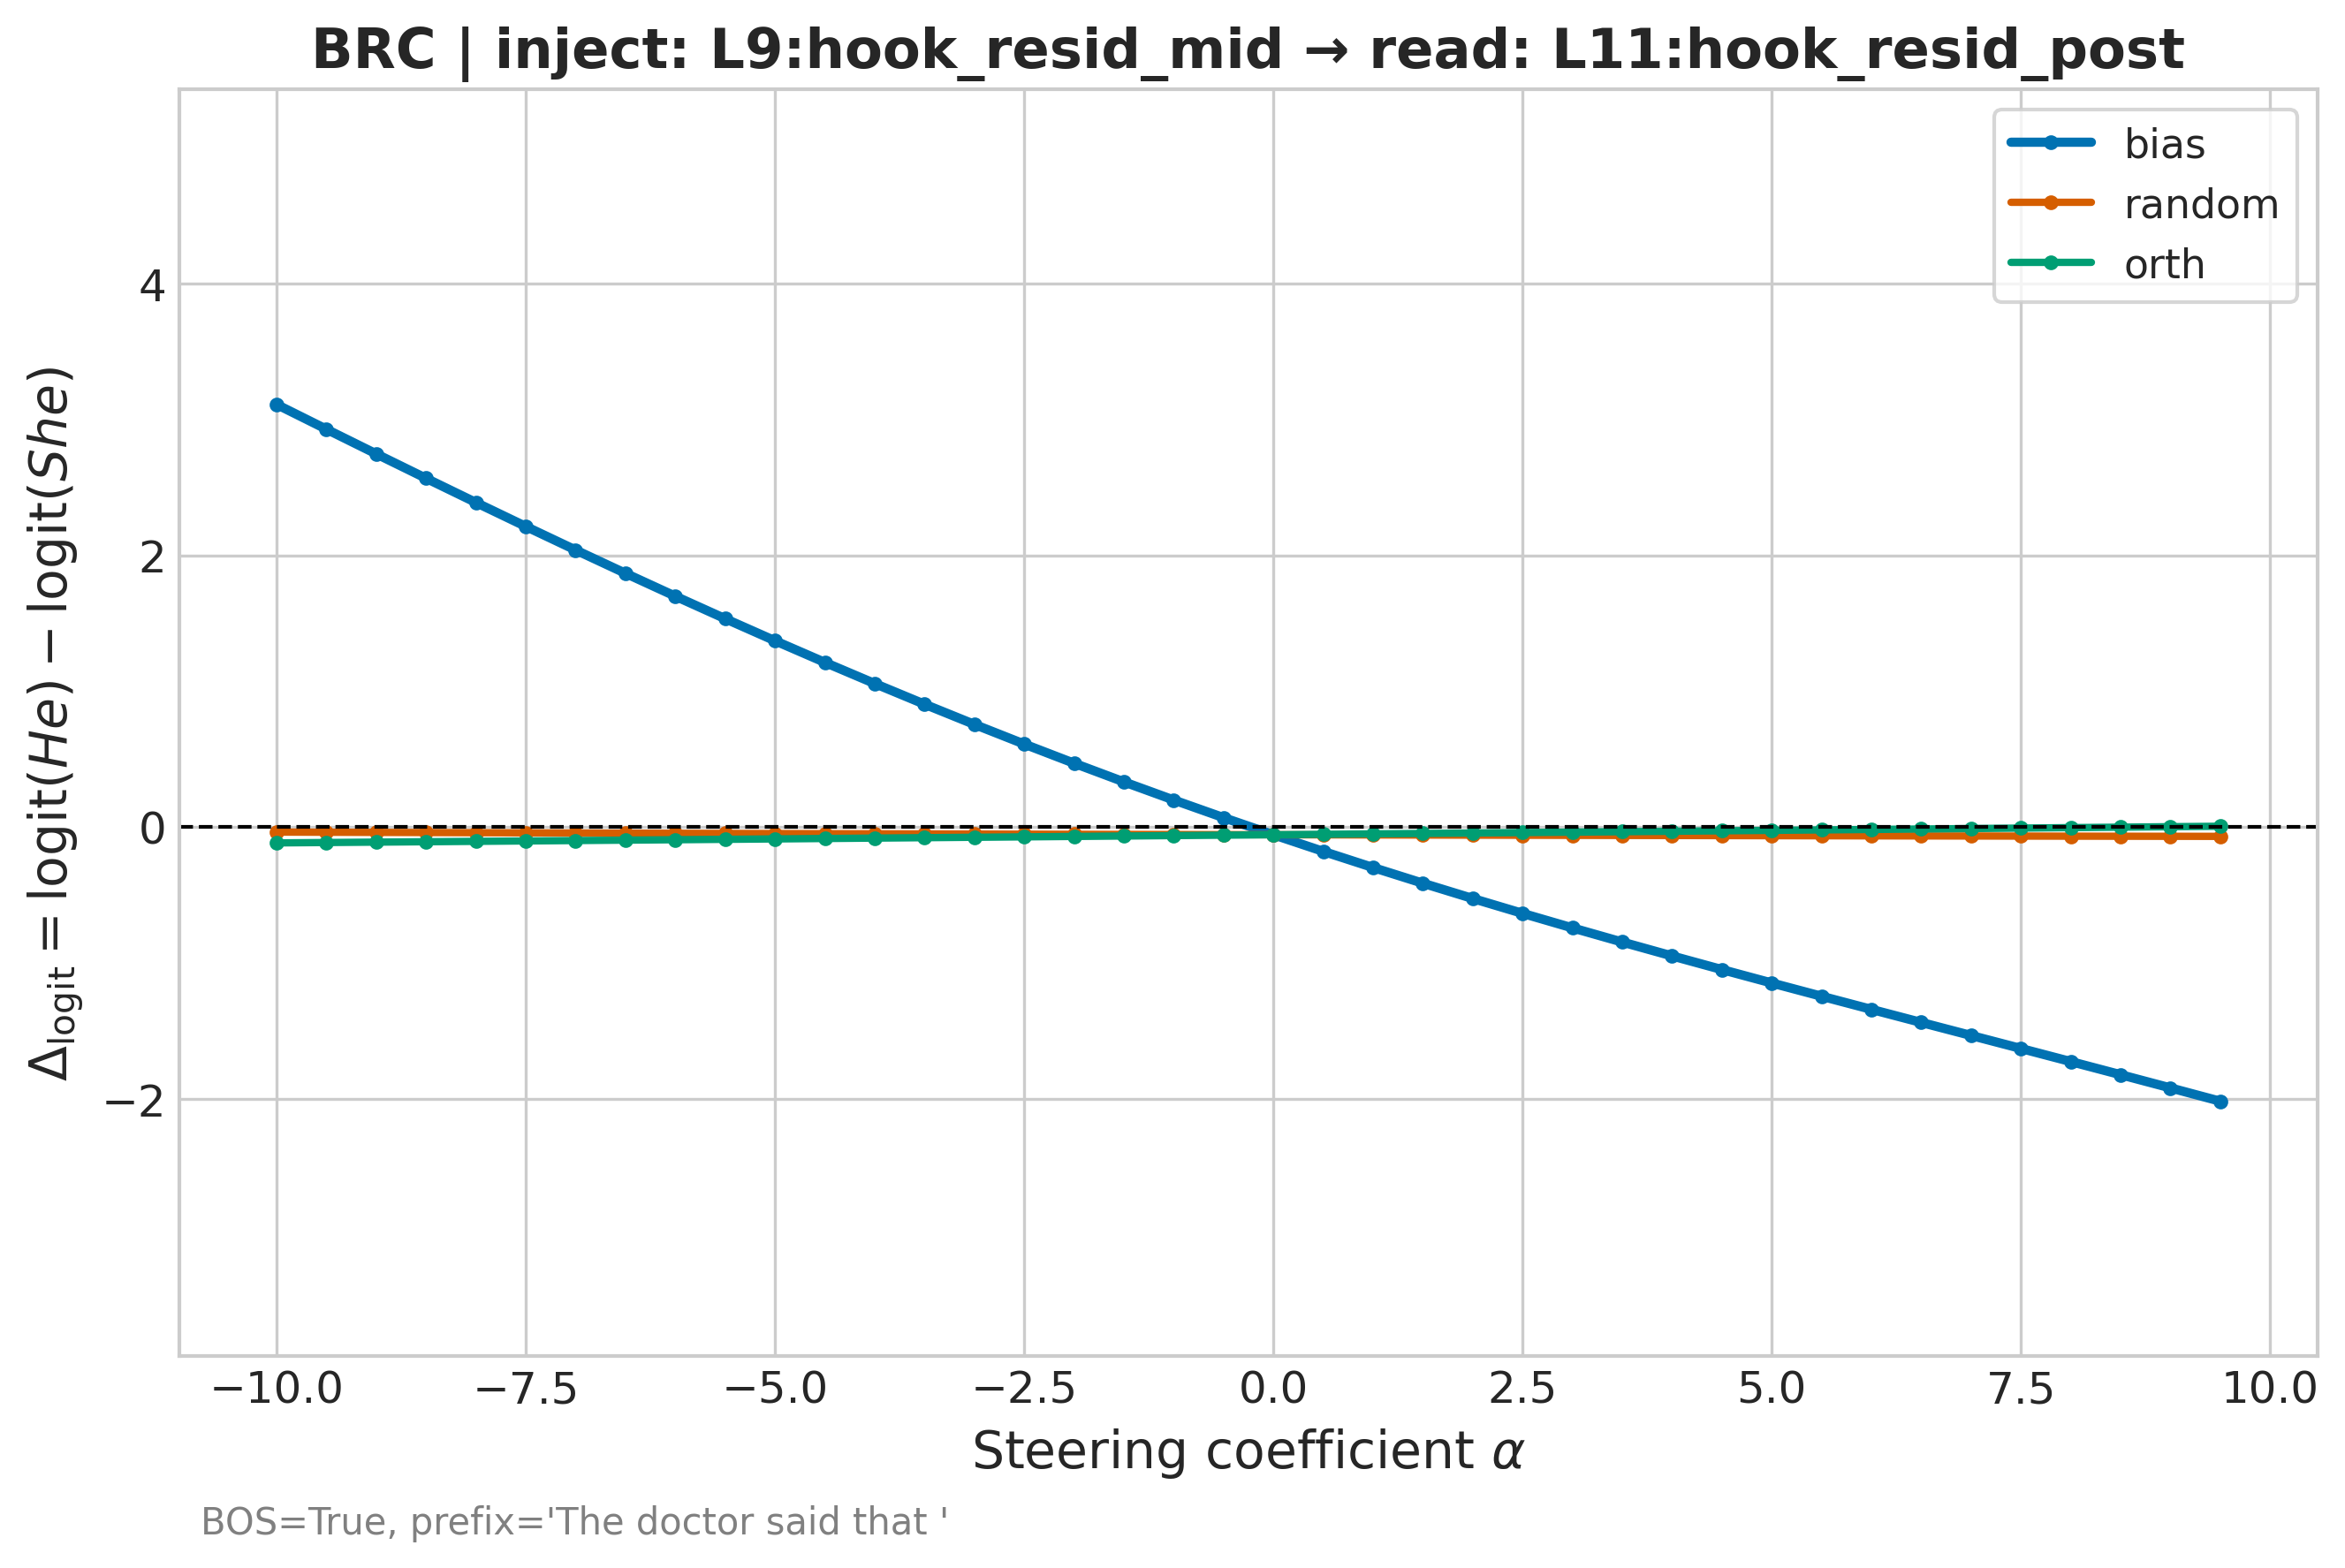 BRC | inject: L9:hook_resid_mid → read: L11:hook_resid_post
bias
random
orth
Δlogit = logit(He) − logit(She)
4
2
0
−2
−10.0
−7.5
−5.0
−2.5
0.0
2.5
5.0
7.5
10.0
Steering coefficient α
BOS=True, prefix='The doctor said that '